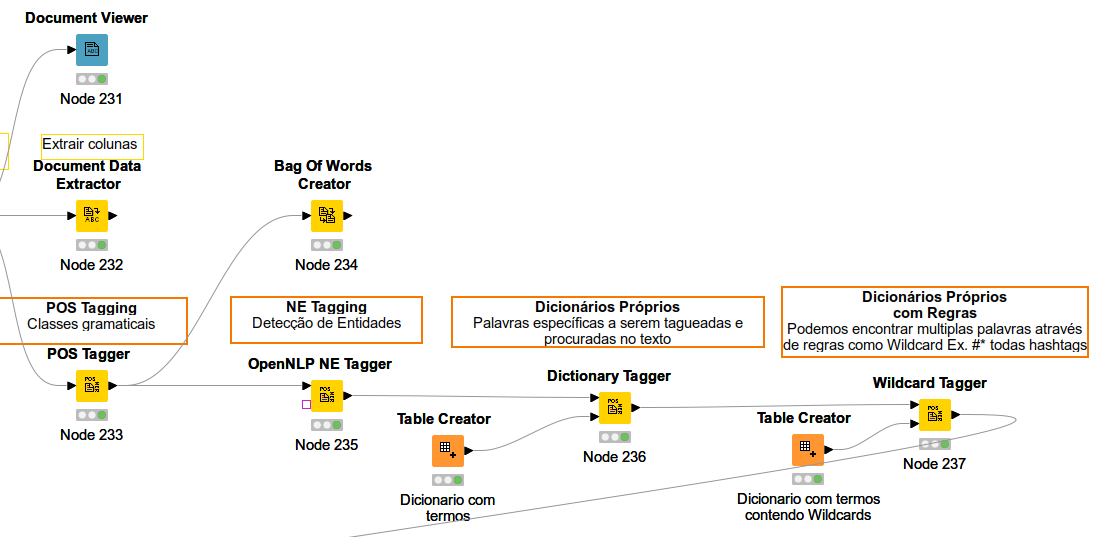 Document Viewer
Node 231
Extrair colunas
Document Data
Extractor
Node 232
Bag Of Words
Creator
Node 234
POS Tagging
Classes gramaticais
NE Tagging
Detecção de Entidades
Dicionários Próprios
Palavras específicas a serem tagueadas e
procuradas no texto
Dicionários Próprios
com Regras
Podemos encontrar multiplas palavras através
de regras como Wildcard Ex. #* todas hashtags
POS Tagger
Node 233
OpenNLP NE Tagger
Node 235
Table Creator
Dicionario com
termos
Dictionary Tagger
Node 236
Table Creator
Dicionario com termos
contendo Wildcards
Wildcard Tagger
Node 237